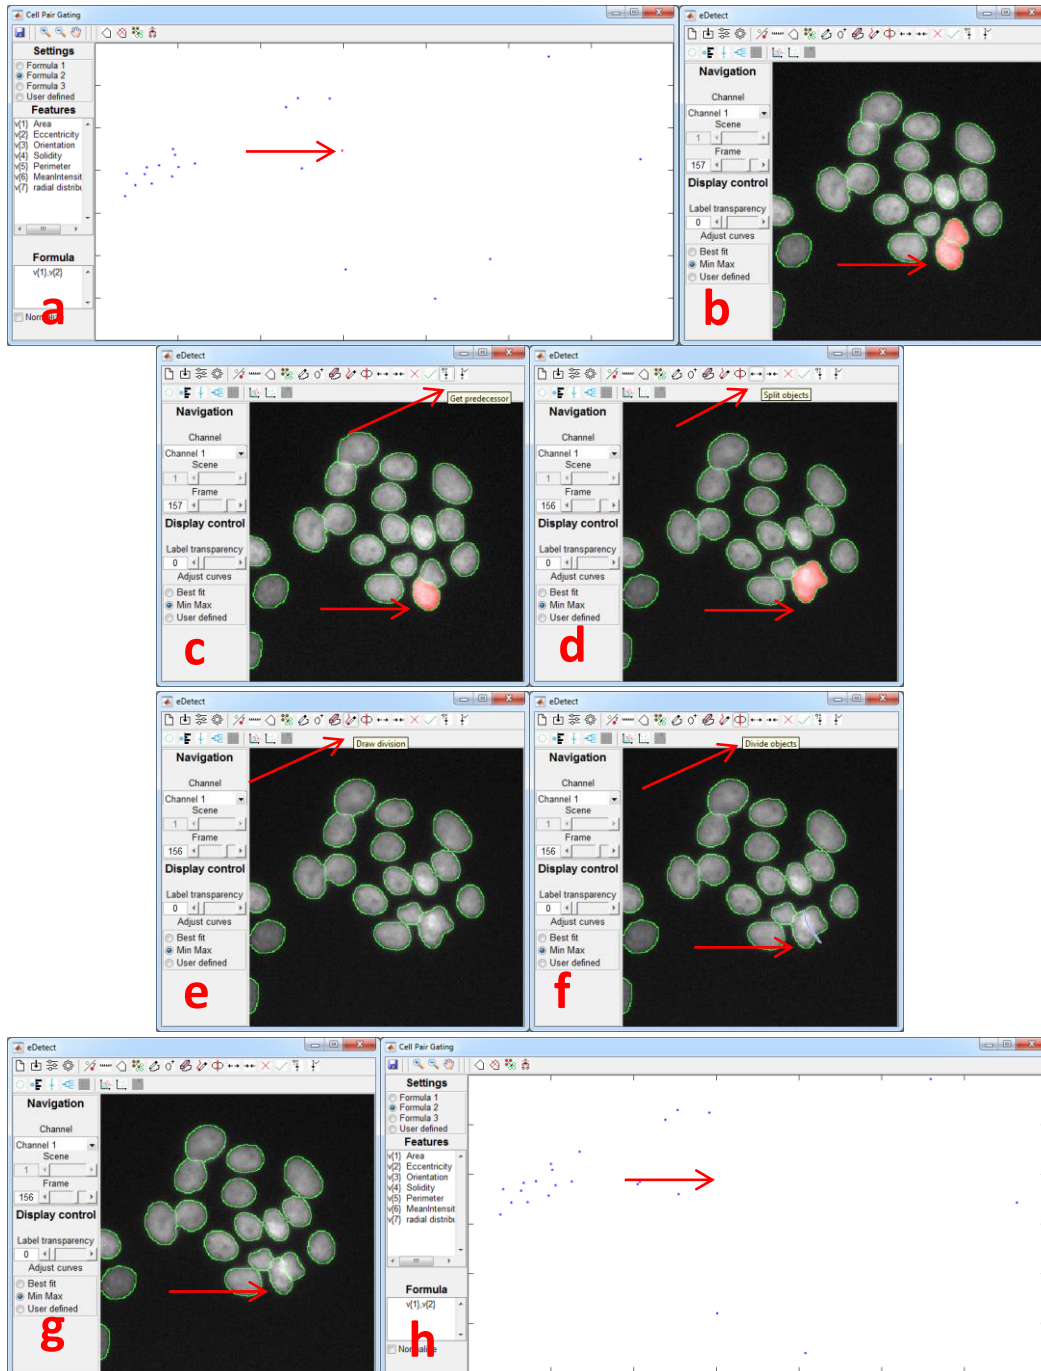 Cell Pair Gating
Settings
Formula 1
Formula 2
Formula 3
User defined
Features
v{1} Area
v{2} Eccentricity
v{3} Orientation
v{4} Solidity
v{5} Perimeter
v{6} MeanIntensit
v{7} radial distribu
Formula
v{1},v{2}
a
eDetect
Navigation
Channel
Channel 1
Scene
1
Frame
157
Display control
Label transparency
0
Adjust curves
Best fit
Min Max
User defined
b
eDetect
Get predecessor
Navigation
Channel
Channel 1
Scene
1
Frame
157
Display control
Label transparency
0
Adjust curves
Best fit
Min Max
User defined
c
eDetect
Split objects
Navigation
Channel
Channel 1
Scene
1
Frame
156
Display control
Label transparency
0
Adjust curves
Best fit
Min Max
User defined
d
eDetect
Draw division
Navigation
Channel
Channel 1
Scene
1
Frame
156
Display control
Label transparency
0
Adjust curves
Best fit
Min Max
User defined
e
eDetect
Divide objects
Navigation
Channel
Channel 1
Scene
1
Frame
156
Display control
Label transparency
0
Adjust curves
Best fit
Min Max
User defined
f
eDetect
Navigation
Channel
Channel 1
Scene
1
Frame
156
Display control
Label transparency
0
Adjust curves
Best fit
Min Max
User defined
g
Cell Pair Gating
Settings
Formula 1
Formula 2
Formula 3
User defined
Features
v{1} Area
v{2} Eccentricity
v{3} Orientation
v{4} Solidity
v{5} Perimeter
v{6} MeanIntensit
v{7} radial distribu
Formula
v{1},v{2}
h